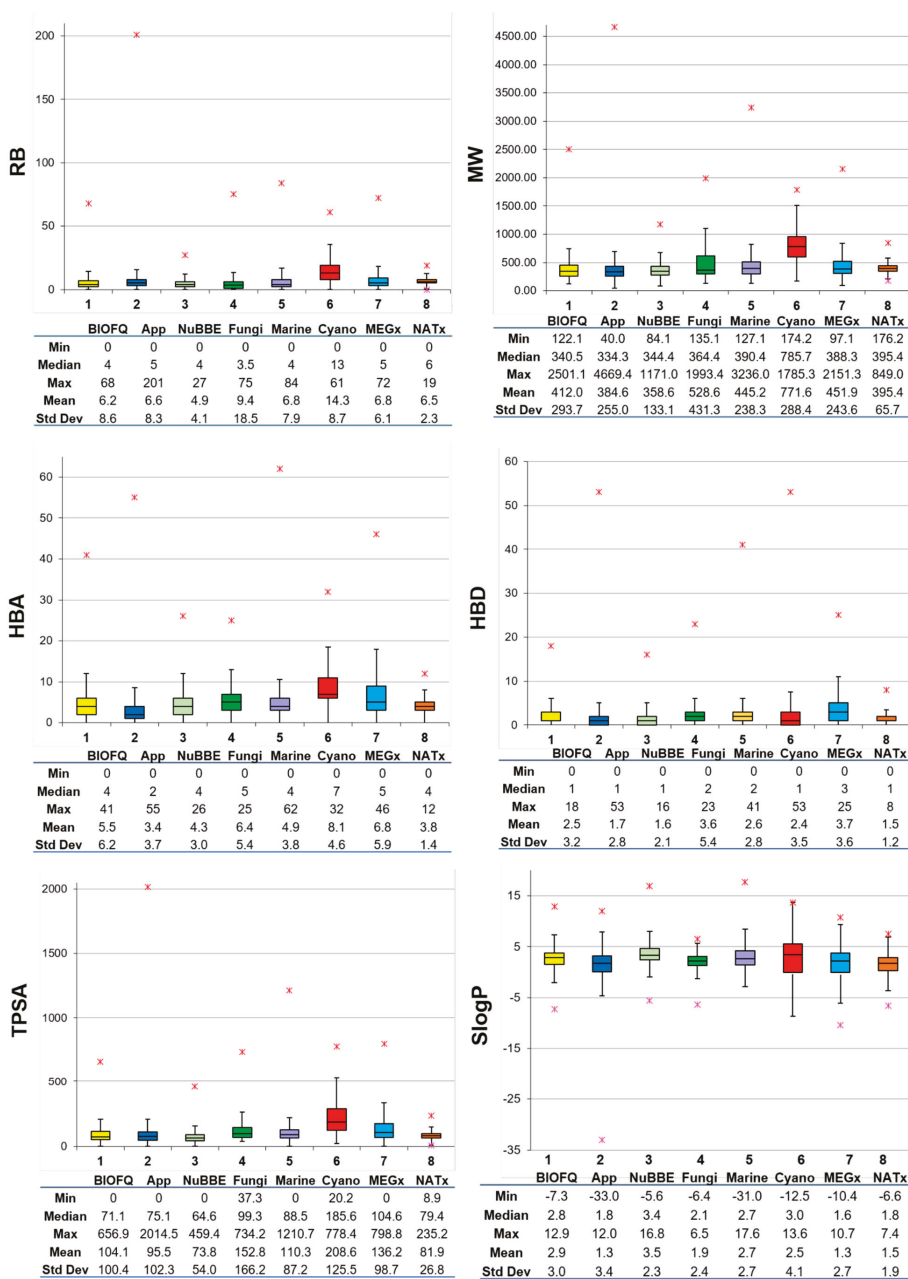 200
150
100
50
0
RB
1 2 3 4 5 6 7 8
BIOFQ App NuBBE Fungi Marine Cyano MEGx NATx
Min 0 0 0 0 0 0 0 0
Median 4 5 4 3.5 4 13 5 6
Max 68 201 27 75 84 61 72 19
Mean 6.2 6.6 4.9 9.4 6.8 14.3 6.8 6.5
Std Dev 8.6 8.3 4.1 18.5 7.9 8.7 6.1 2.3
4500.00
4000.00
3500.00
3000.00
2500.00
2000.00
1500.00
1000.00
500.00
0.00
MW
1 2 3 4 5 6 7 8
BIOFQ App NuBBE Fungi Marine Cyano MEGx NATx
Min 122.1 40.0 84.1 135.1 127.1 174.2 97.1 176.2
Median 340.5 334.3 344.4 364.4 390.4 785.7 388.3 395.4
Max 2501.1 4669.4 1171.0 1993.4 3236.0 1785.3 2151.3 849.0
Mean 412.0 384.6 358.6 528.6 445.2 771.6 451.9 395.4
Std Dev 293.7 255.0 133.1 431.3 238.3 288.4 243.6 65.7
60
50
40
30
20
10
0
HBA
1 2 3 4 5 6 7 8
BIOFQ App NuBBE Fungi Marine Cyano MEGx NATx
Min 0 0 0 0 0 0 0 0
Median 4 2 4 5 4 7 5 4
Max 41 55 26 25 62 32 46 12
Mean 5.5 3.4 4.3 6.4 4.9 8.1 6.8 3.8
Std Dev 6.2 3.7 3.0 5.4 3.8 4.6 5.9 1.4
60
50
40
30
20
10
0
HBD
1 2 3 4 5 6 7 8
BIOFQ App NuBBE Fungi Marine Cyano MEGx NATx
Min 0 0 0 0 0 0 0 0
Median 1 1 1 2 2 1 3 1
Max 18 53 16 23 41 53 25 8
Mean 2.5 1.7 1.6 3.6 2.6 2.4 3.7 1.5
Std Dev 3.2 2.8 2.1 5.4 2.8 3.5 3.6 1.2
2000
1500
1000
500
0
TPSA
1 2 3 4 5 6 7 8
BIOFQ App NuBBE Fungi Marine Cyano MEGx NATx
Min 0 0 0 37.3 0 20.2 0 8.9
Median 71.1 75.1 64.6 99.3 88.5 185.6 104.6 79.4
Max 656.9 2014.5 459.4 734.2 1210.7 778.4 798.8 235.2
Mean 104.1 95.5 73.8 152.8 110.3 208.6 136.2 81.9
Std Dev 100.4 102.3 54.0 166.2 87.2 125.5 98.7 26.8
15
5
-5
-15
-25
-35
SlogP
1 2 3 4 5 6 7 8
BIOFQ App NuBBE Fungi Marine Cyano MEGx NATx
Min -7.3 -33.0 -5.6 -6.4 -31.0 -12.5 -10.4 -6.6
Median 2.8 1.8 3.4 2.1 2.7 3.0 1.6 1.8
Max 12.9 12.0 16.8 6.5 17.6 13.6 10.7 7.4
Mean 2.9 1.3 3.5 1.9 2.7 2.5 1.3 1.5
Std Dev 3.0 3.4 2.3 2.4 2.7 4.1 2.7 1.9